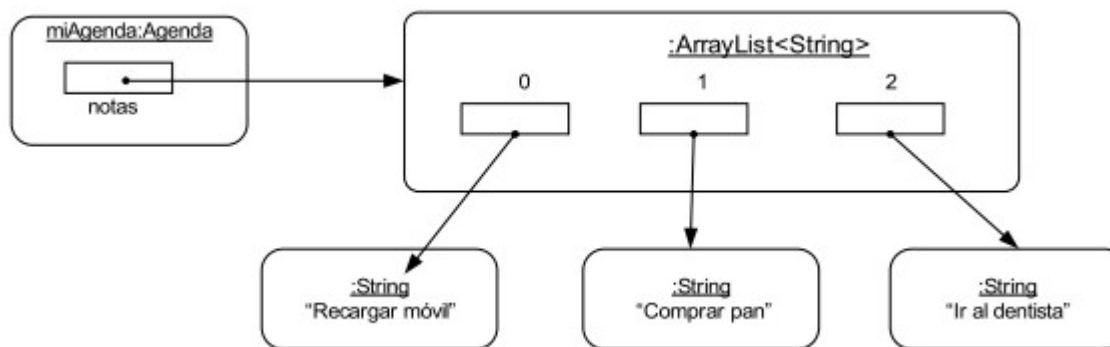 miAgenda:Agenda
notas
:ArrayList<String>
0 1 2
:String
“Recargar móvil”
:String
“Comprar pan”
:String
“Ir al dentista”